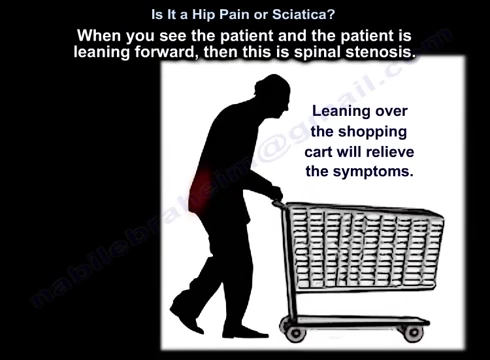 Is It a Hip Pain or Sciatica?
When you see the patient and the patient is
leaning forward, then this is spinal stenosis.
Leaning over
the shopping
cart will relieve
the symptoms.